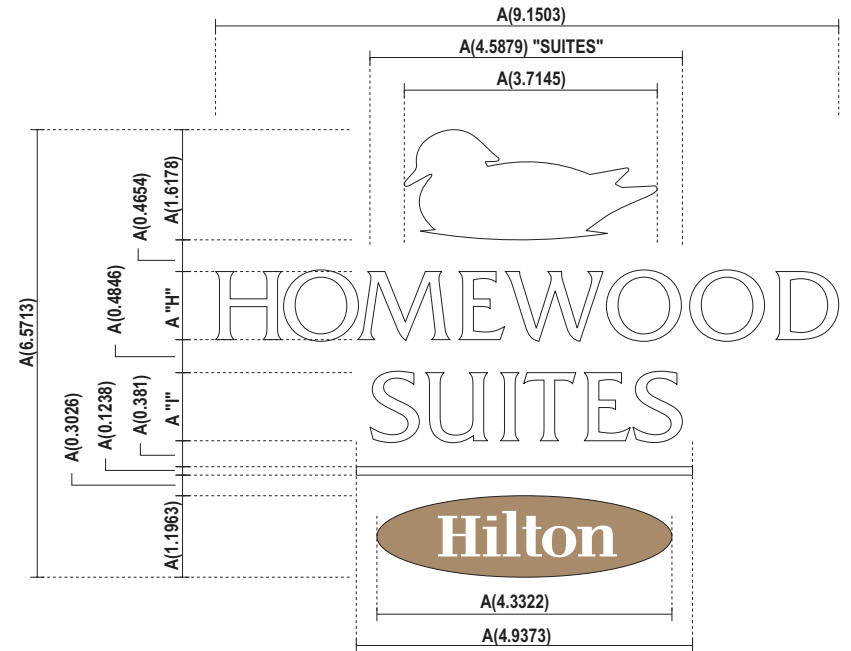 A(9.1503)
A(4.5879) "SUITES"
A(3.7145)
A(6.5713)
A(1.6178)
A(0.4654)
A "H"
A(0.4846)
A "I"
A(0.381)
A(0.1238)
A(0.3026)
A(1.1963)
HOMEWOOD
SUITES
Hilton
A(4.3322)
A(4.9373)